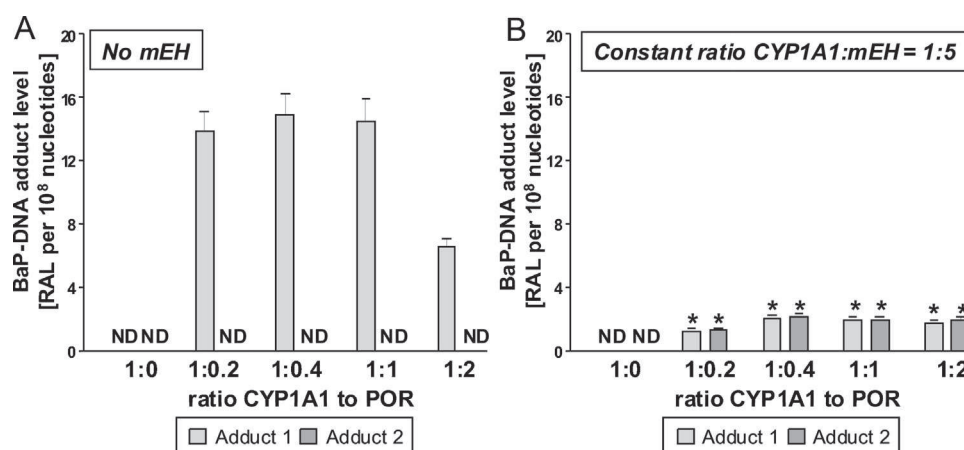 A
No mEH
BaP-DNA adduct level
[RAL per 10⁸ nucleotides]
20
16
12
8
4
0
ND ND
ND
ND
ND
ND
1:0
1:0.2
1:0.4
1:1
1:2
ratio CYP1A1 to POR
Adduct 1
Adduct 2
B
Constant ratio CYP1A1:mEH = 1:5
BaP-DNA adduct level
[RAL per 10⁸ nucleotides]
20
16
12
8
4
0
ND ND
* *
* *
* *
* *
1:0
1:0.2
1:0.4
1:1
1:2
ratio CYP1A1 to POR
Adduct 1
Adduct 2